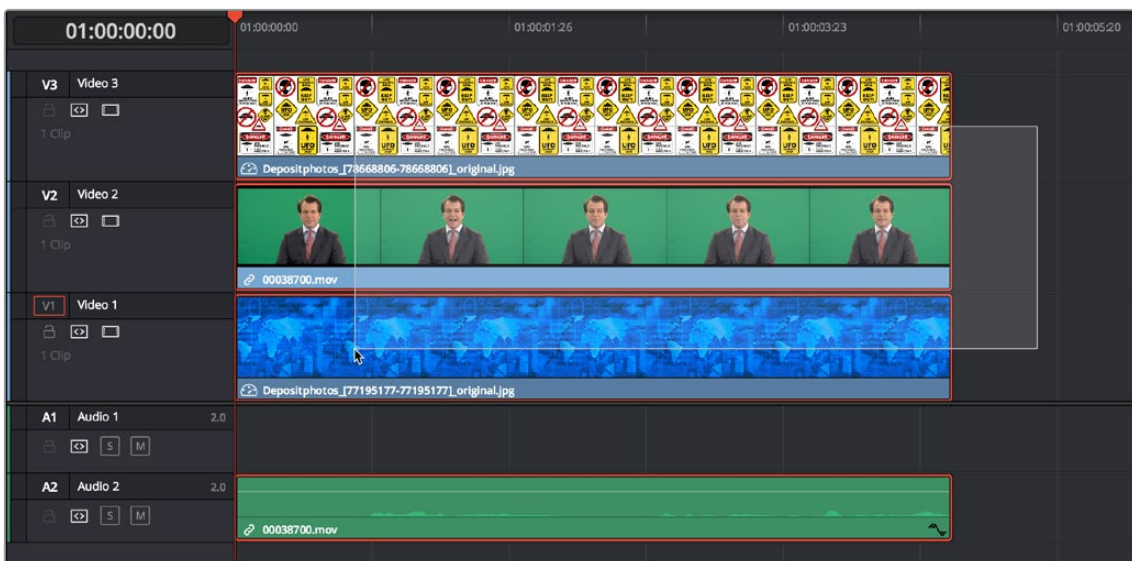 01:00:00:00
01:00:00:00
01:00:01:26
01:00:03:23
01:00:05:20
V3 Video 3
1 Clip
Depositphotos_[78668806-78668806]_original.jpg
V2 Video 2
1 Clip
00038700.mov
V1 Video 1
1 Clip
Depositphotos_[77195177-77195177]_original.jpg
A1 Audio 1 2.0
S M
A2 Audio 2 2.0
S M
00038700.mov